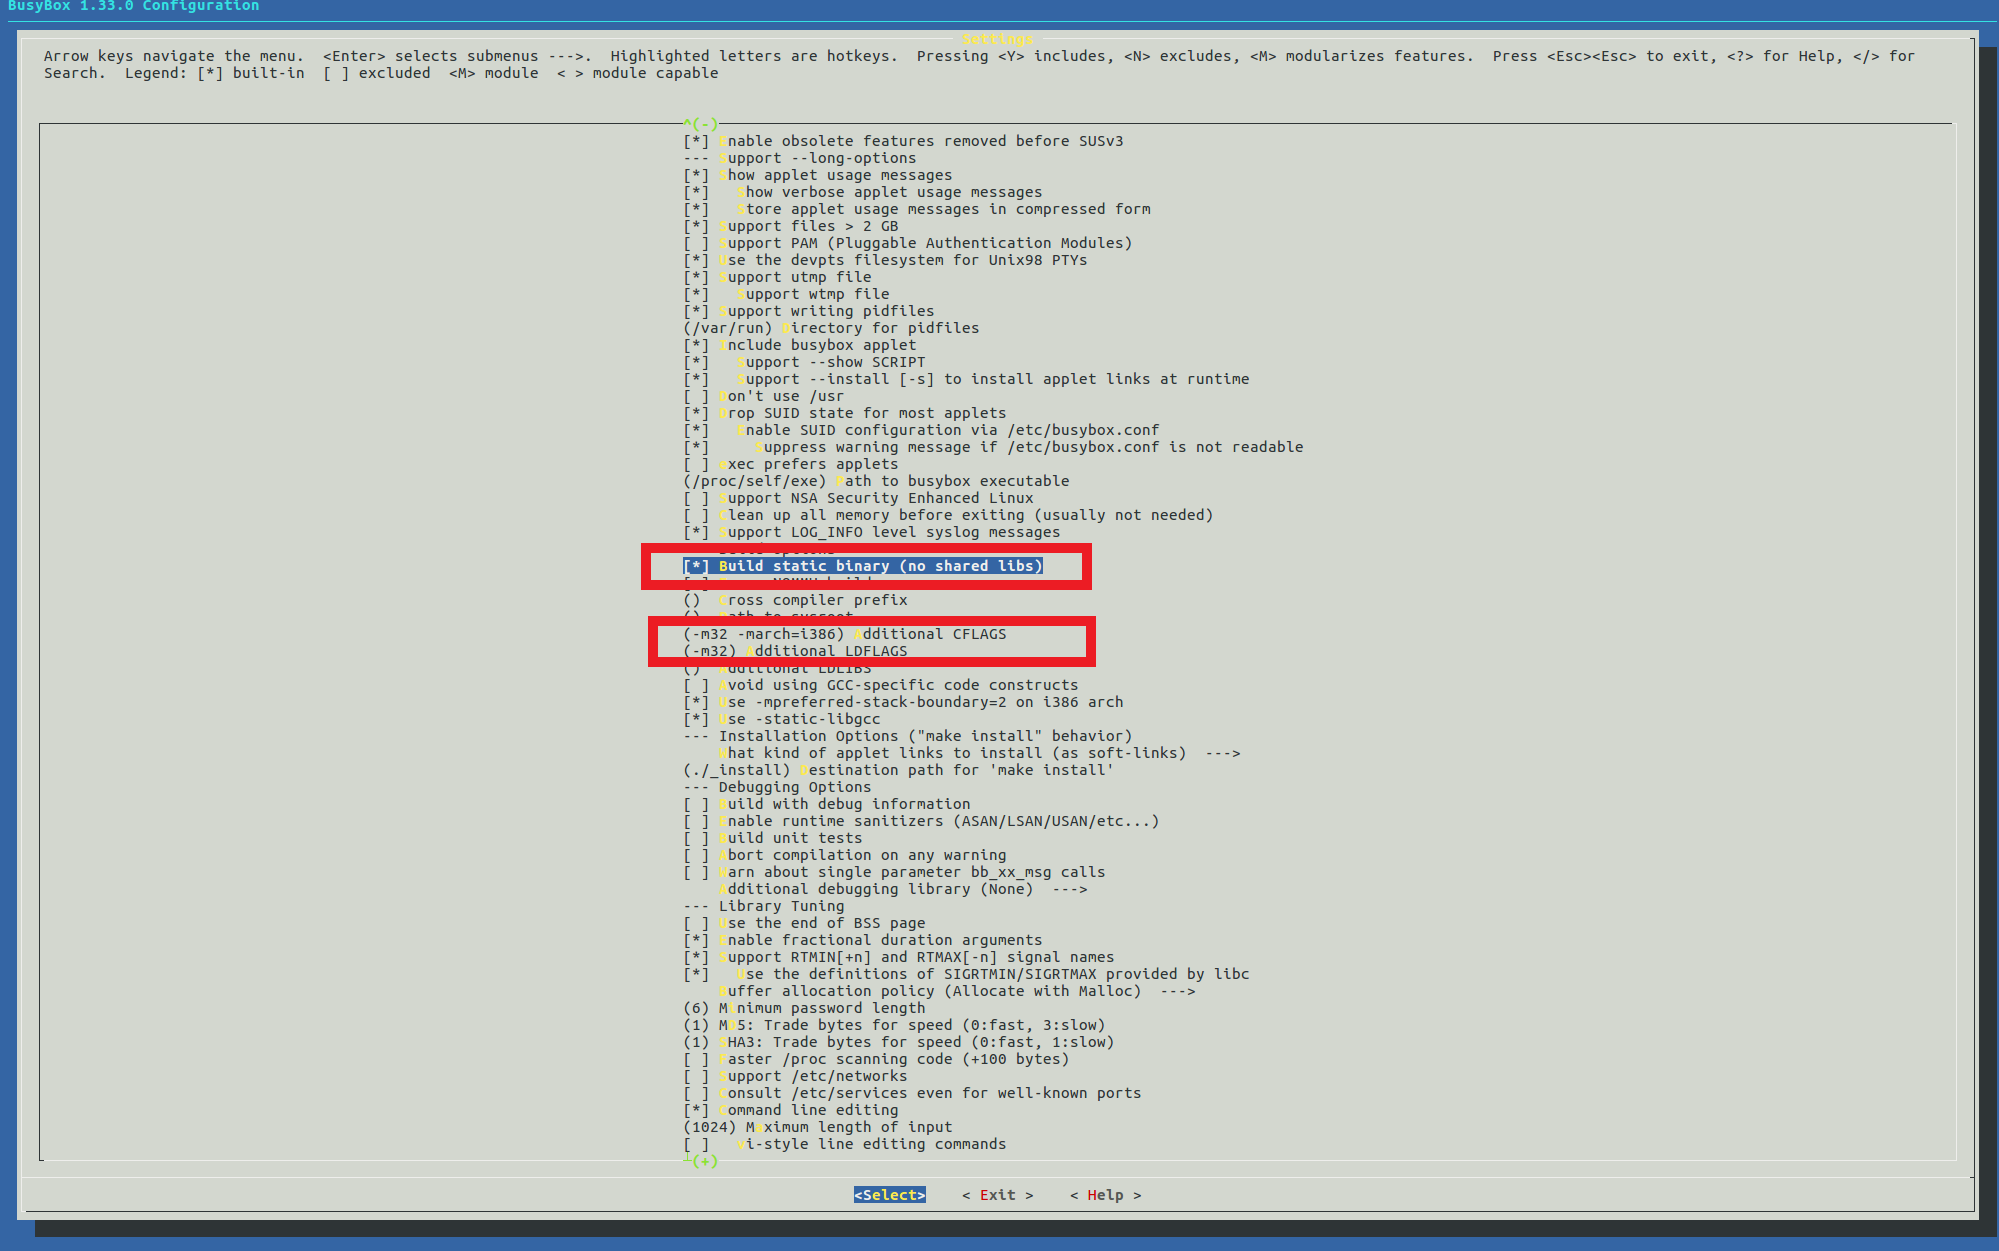 BusyBox 1.33.0 Configuration
Settings
Arrow keys navigate the menu.  <Enter> selects submenus --->.  Highlighted letters are hotkeys.  Pressing <Y> includes, <N> excludes, <M> modularizes features.  Press <Esc><Esc> to exit, <?> for Help, </> for
Search.  Legend: [*] built-in  [ ] excluded  <M> module  < > module capable
^(-)
[*] Enable obsolete features removed before SUSv3
--- Support --long-options
[*] Show applet usage messages
[*]   Show verbose applet usage messages
[*]   Store applet usage messages in compressed form
[*] Support files > 2 GB
[ ] Support PAM (Pluggable Authentication Modules)
[*] Use the devpts filesystem for Unix98 PTYs
[*] Support utmp file
[*]   Support wtmp file
[*] Support writing pidfiles
(/var/run) Directory for pidfiles
[*] Include busybox applet
[*]   Support --show SCRIPT
[*]   Support --install [-s] to install applet links at runtime
[ ] Don't use /usr
[*] Drop SUID state for most applets
[*]   Enable SUID configuration via /etc/busybox.conf
[*]     Suppress warning message if /etc/busybox.conf is not readable
[ ] exec prefers applets
(/proc/self/exe) Path to busybox executable
[ ] Support NSA Security Enhanced Linux
[ ] Clean up all memory before exiting (usually not needed)
[*] Support LOG_INFO level syslog messages
[*] Build static binary (no shared libs)
()  Cross compiler prefix
()  Path to sysroot
(-m32 -march=i386) Additional CFLAGS
(-m32) Additional LDFLAGS
()  Additional LDLIBS
[ ] Avoid using GCC-specific code constructs
[*] Use -mpreferred-stack-boundary=2 on i386 arch
[*] Use -static-libgcc
--- Installation Options ("make install" behavior)
What kind of applet links to install (as soft-links)  --->
(./_install) Destination path for 'make install'
--- Debugging Options
[ ] Build with debug information
[ ] Enable runtime sanitizers (ASAN/LSAN/USAN/etc...)
[ ] Build unit tests
[ ] Abort compilation on any warning
[ ] Warn about single parameter bb_xx_msg calls
Additional debugging library (None)  --->
--- Library Tuning
[ ] Use the end of BSS page
[*] Enable fractional duration arguments
[*] Support RTMIN[+n] and RTMAX[-n] signal names
[*]   Use the definitions of SIGRTMIN/SIGRTMAX provided by libc
Buffer allocation policy (Allocate with Malloc)  --->
(6) Minimum password length
(1) MD5: Trade bytes for speed (0:fast, 3:slow)
(1) SHA3: Trade bytes for speed (0:fast, 1:slow)
[ ] Faster /proc scanning code (+100 bytes)
[ ] Support /etc/networks
[ ] Consult /etc/services even for well-known ports
[*] Command line editing
(1024) Maximum length of input
[ ]   vi-style line editing commands
┴(+)
<Select>    < Exit >    < Help >